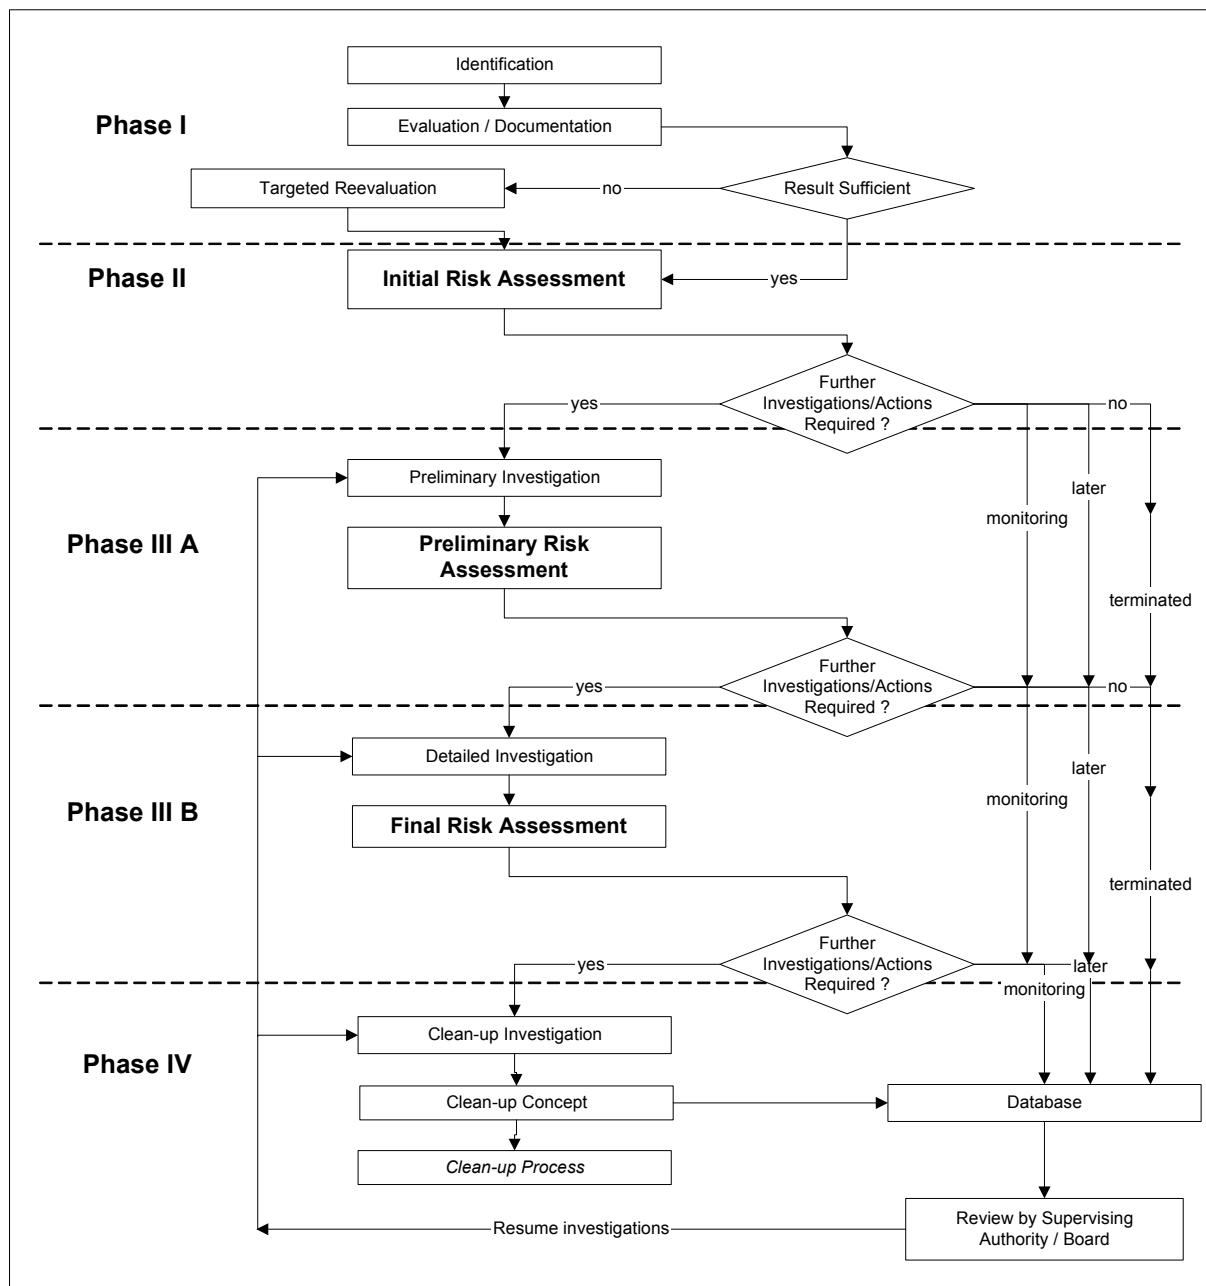 Identification
Phase I
Evaluation / Documentation
Targeted Reevaluation
no
Result Sufficient
Phase II
Initial Risk Assessment
yes
Further
Investigations/Actions
Required ?
yes
no
Preliminary Investigation
later
monitoring
Phase III A
Preliminary Risk
Assessment
terminated
Further
Investigations/Actions
Required ?
yes
no
Detailed Investigation
later
monitoring
Phase III B
Final Risk Assessment
terminated
Further
Investigations/Actions
Required ?
yes
later
monitoring
Clean-up Investigation
Phase IV
Clean-up Concept
Database
Clean-up Process
Resume investigations
Review by Supervising
Authority / Board